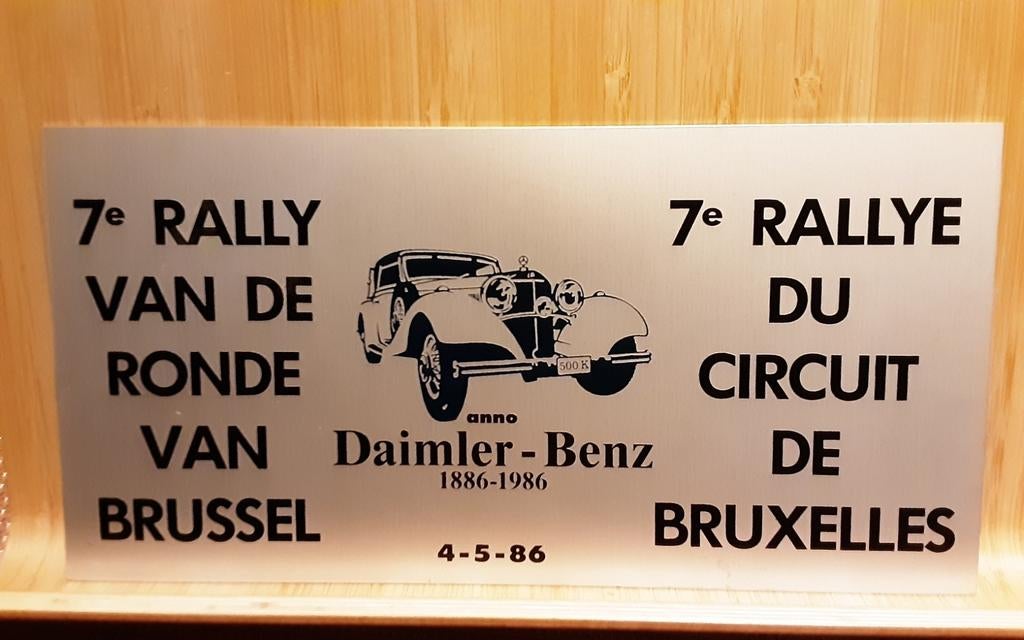 7e RALLY
VAN DE
RONDE
VAN
BRUSSEL
500 K
anno
Daimler-Benz
1886-1986
4-5-86
7e RALLYE
DU
CIRCUIT
DE
BRUXELLES